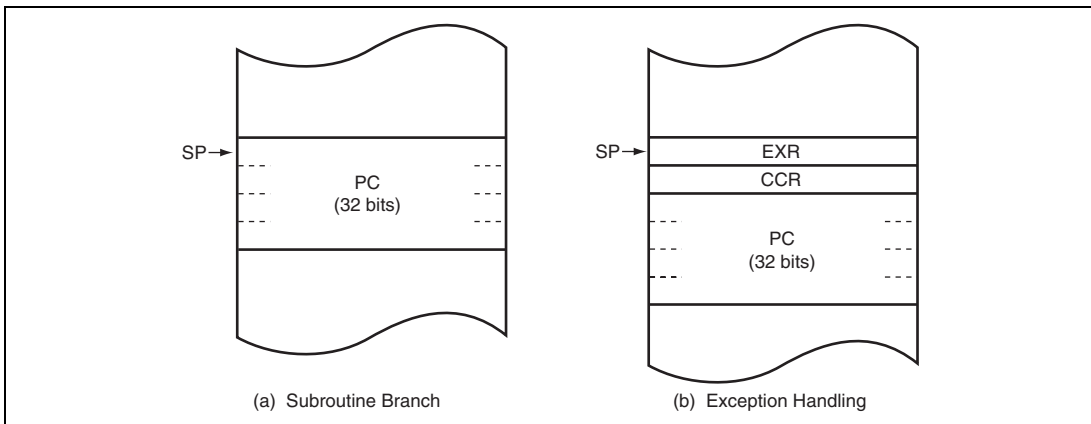 SP
PC
(32 bits)
(a) Subroutine Branch
SP
EXR
CCR
PC
(32 bits)
(b) Exception Handling